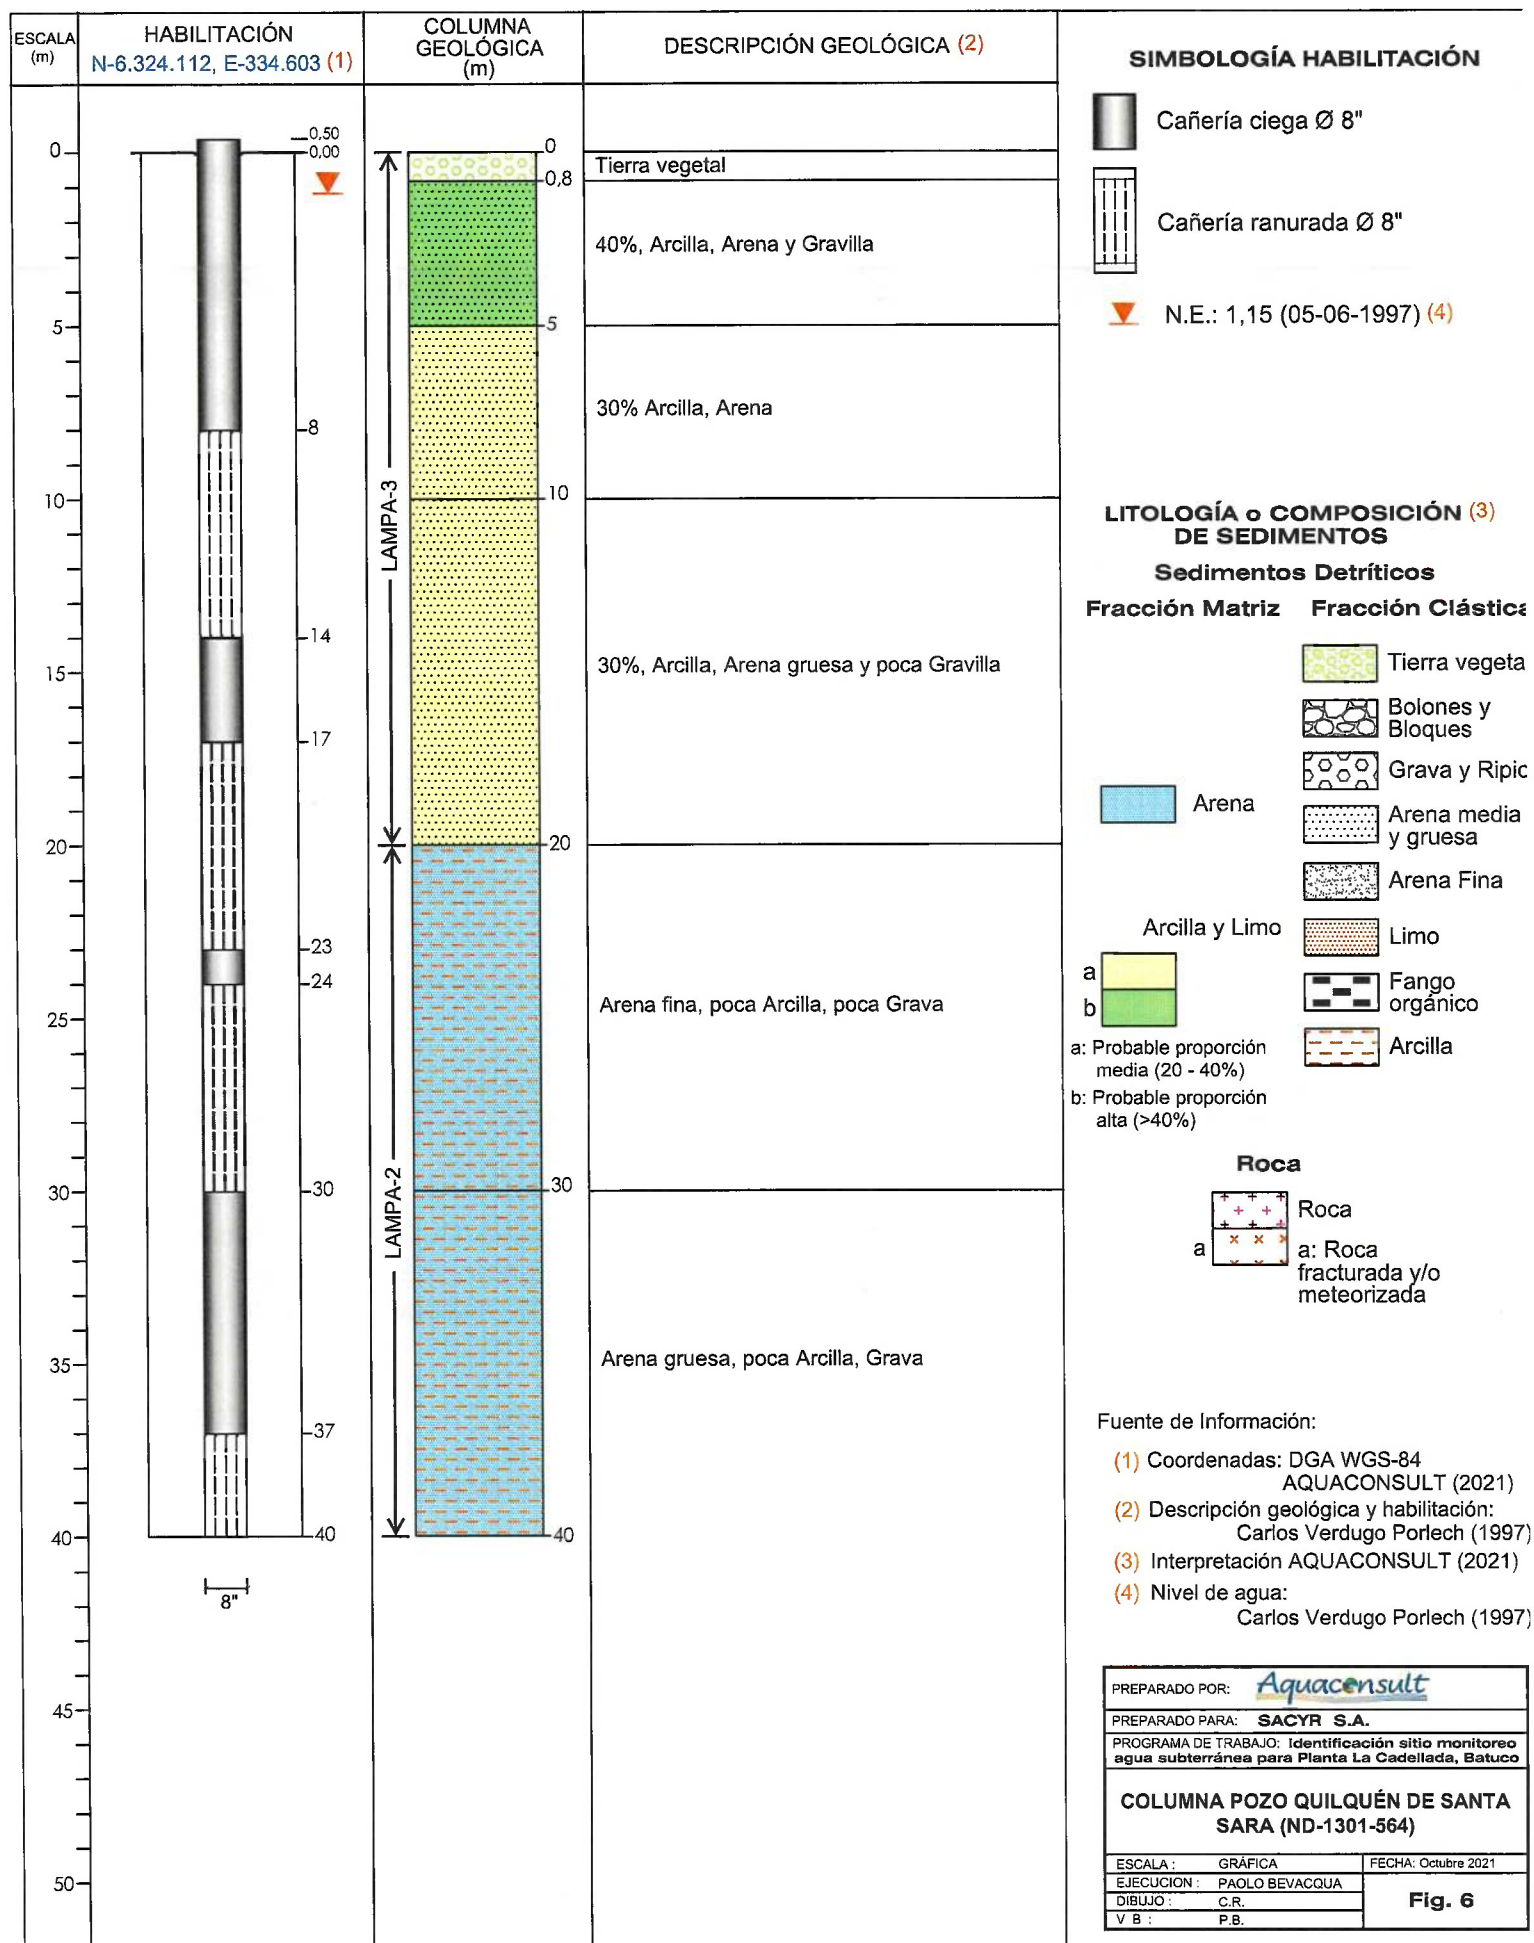 ESCALA
(m)
HABILITACIÓN
N-6.324.112, E-334.603 (1)
COLUMNA
GEOLÓGICA
(m)
DESCRIPCIÓN GEOLÓGICA (2)
0
5
10
15
20
25
30
35
40
45
50
0,50
0,00
8
14
17
23
24
30
37
40
8"
LAMPA-3
LAMPA-2
0
0,8
5
10
20
30
40
Tierra vegetal
40%, Arcilla, Arena y Gravilla
30% Arcilla, Arena
30%, Arcilla, Arena gruesa y poca Gravilla
Arena fina, poca Arcilla, poca Grava
Arena gruesa, poca Arcilla, Grava
SIMBOLOGÍA HABILITACIÓN
Cañería ciega Ø 8"
Cañería ranurada Ø 8"
N.E.: 1,15 (05-06-1997) (4)
LITOLOGÍA o COMPOSICIÓN (3)
DE SEDIMENTOS
Sedimentos Detríticos
Fracción Matriz
Fracción Clástica
Arena
Arcilla y Limo
a
b
a: Probable proporción
media (20 - 40%)
b: Probable proporción
alta (>40%)
Tierra vegeta
Bolones y
Bloques
Grava y Ripio
Arena media
y gruesa
Arena Fina
Limo
Fango
orgánico
Arcilla
Roca
Roca
a
a: Roca
fracturada y/o
meteorizada
Fuente de Información:
(1) Coordenadas: DGA WGS-84
AQUACONSULT (2021)
(2) Descripción geológica y habilitación:
Carlos Verdugo Porlech (1997)
(3) Interpretación AQUACONSULT (2021)
(4) Nivel de agua:
Carlos Verdugo Porlech (1997)
PREPARADO POR: Aquaconsult
PREPARADO PARA: SACYR S.A.
PROGRAMA DE TRABAJO: Identificación sitio monitoreo
agua subterránea para Planta La Cadellada, Batuco
COLUMNA POZO QUILQUÉN DE SANTA
SARA (ND-1301-564)
ESCALA : GRÁFICA
FECHA: Octubre 2021
EJECUCION : PAOLO BEVACQUA
DIBUJO : C.R.
V B : P.B.
Fig. 6